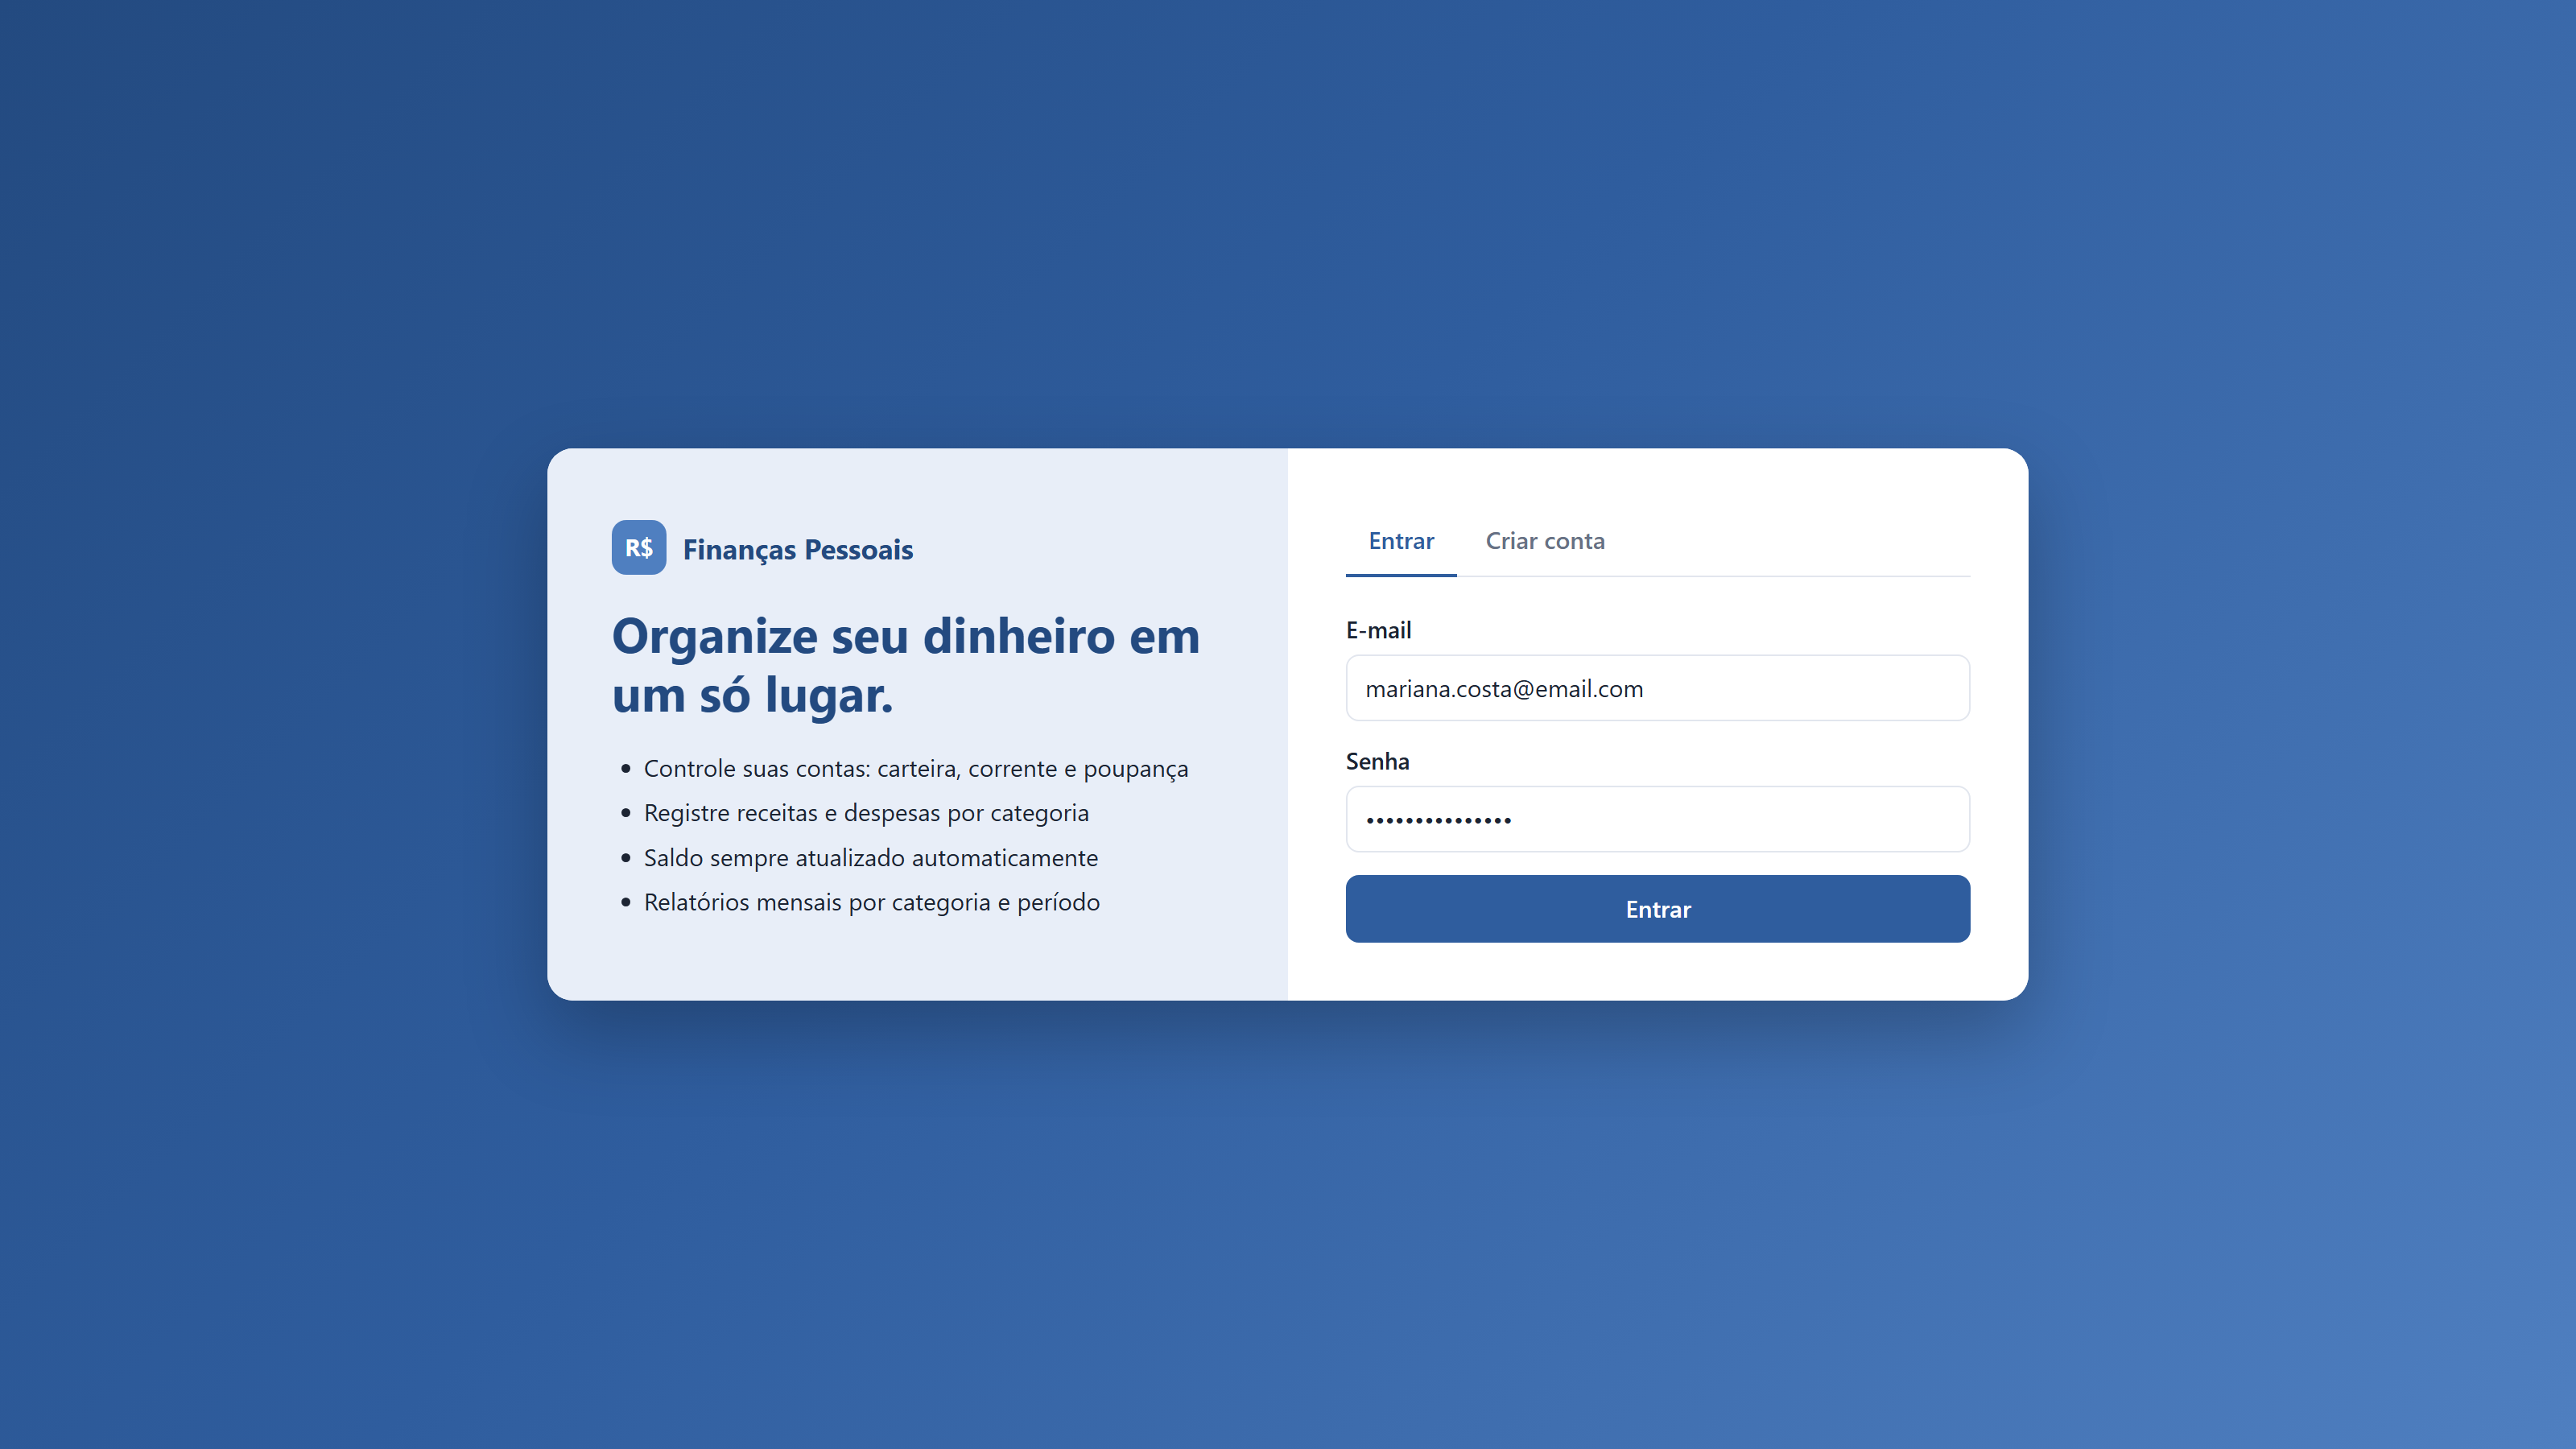 R$
Finanças Pessoais
Organize seu dinheiro em
um só lugar.
• Controle suas contas: carteira, corrente e poupança
• Registre receitas e despesas por categoria
• Saldo sempre atualizado automaticamente
• Relatórios mensais por categoria e período
Entrar
Criar conta
E-mail
mariana.costa@email.com
Senha
•••••••••••••••
Entrar